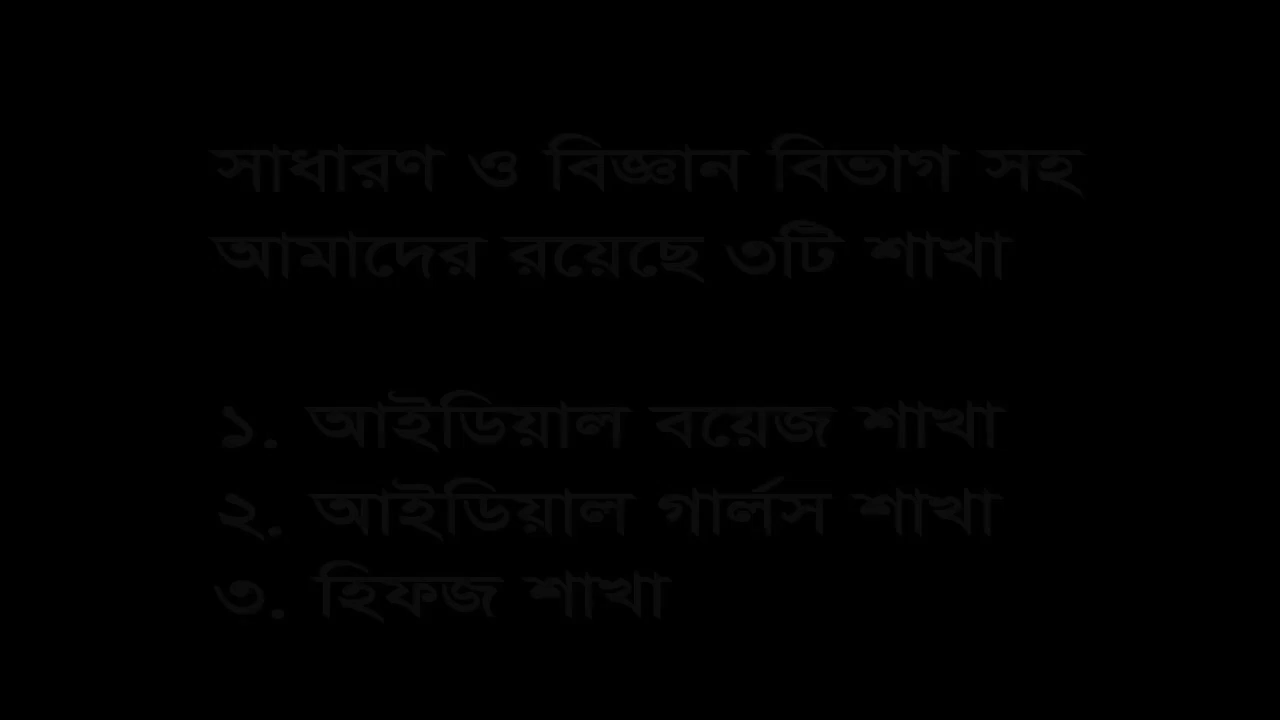 সাধারণ ও বিজ্ঞান বিভাগ সহ
আমাদের রয়েছে ৩টি শাখা
১. আইডিয়াল বয়েজ শাখা
২. আইডিয়াল গার্লস শাখা
৩. হিফজ শাখা